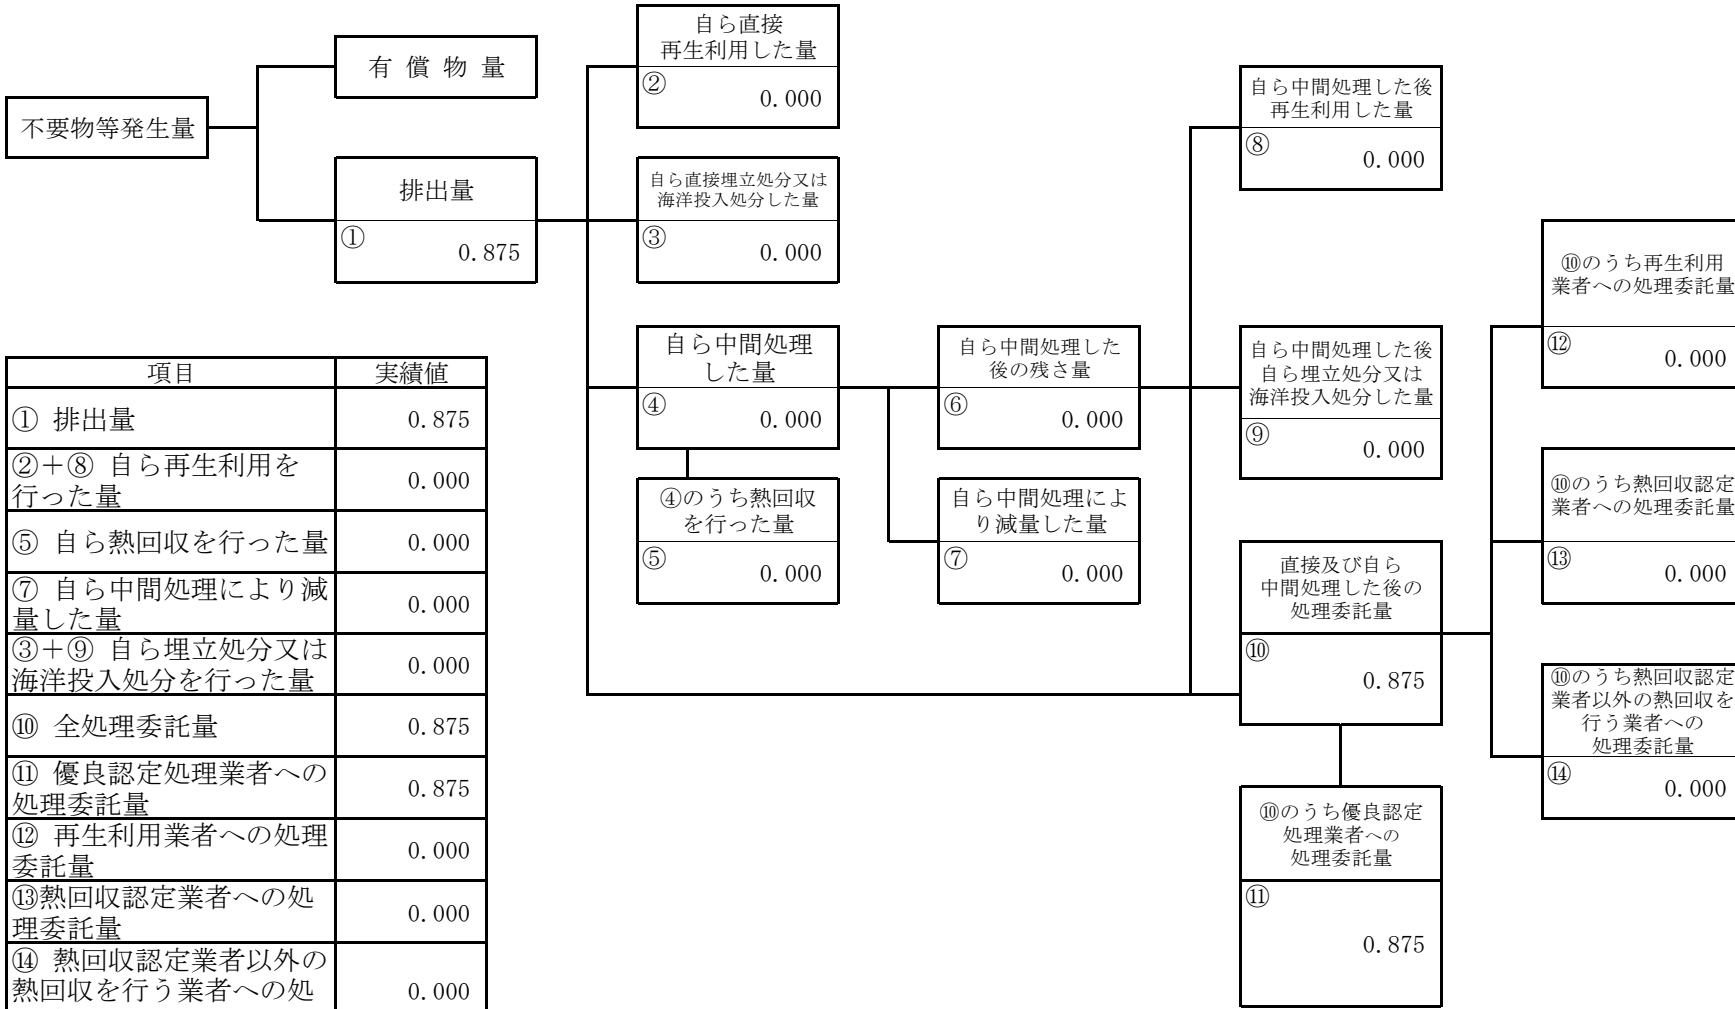 不要物等発生量
有 償 物 量
排出量
①
0.875
自ら直接
再生利用した量
②
0.000
自ら直接埋立処分又は
海洋投入処分した量
③
0.000
自ら中間処理
した量
④
0.000
④のうち熱回収
を行った量
⑤
0.000
自ら中間処理した
後の残さ量
⑥
0.000
自ら中間処理によ
り減量した量
⑦
0.000
自ら中間処理した後
再生利用した量
⑧
0.000
自ら中間処理した後
自ら埋立処分又は
海洋投入処分した量
⑨
0.000
直接及び自ら
中間処理した後の
処理委託量
⑩
0.875
⑩のうち優良認定
処理業者への
処理委託量
⑪
0.875
⑩のうち再生利用
業者への処理委託量
⑫
0.000
⑩のうち熱回収認定
業者への処理委託量
⑬
0.000
⑩のうち熱回収認定
業者以外の熱回収を
行う業者への
処理委託量
⑭
0.000
項目 実績値
① 排出量 0.875
②+⑧ 自ら再生利用を
行った量 0.000
⑤ 自ら熱回収を行った量 0.000
⑦ 自ら中間処理により減
量した量 0.000
③+⑨ 自ら埋立処分又は
海洋投入処分を行った量 0.000
⑩ 全処理委託量 0.875
⑪ 優良認定処理業者への
処理委託量 0.875
⑫ 再生利用業者への処理
委託量 0.000
⑬熱回収認定業者への処
理委託量 0.000
⑭ 熱回収認定業者以外の
熱回収を行う業者への処 0.000